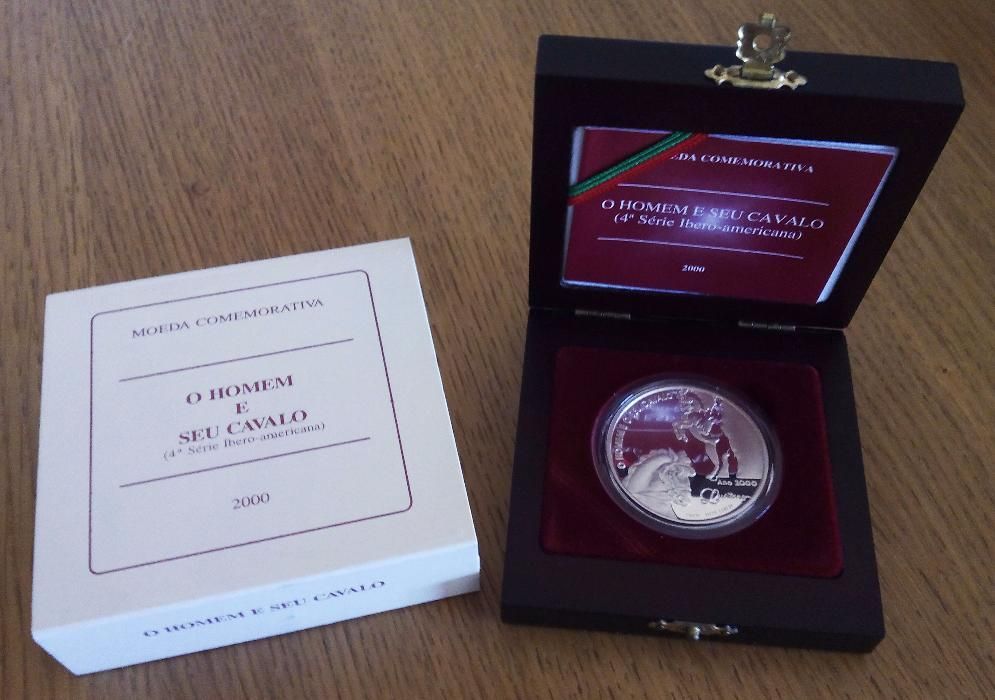 MOEDA COMEMORATIVA
O HOMEM
E
SEU CAVALO
(4ª Série Ibero-americana)
2000
O HOMEM E SEU CAVALO
MOEDA COMEMORATIVA
O HOMEM E SEU CAVALO
(4ª Série Ibero-americana)
2000
O HOMEM E O
Ano 2000